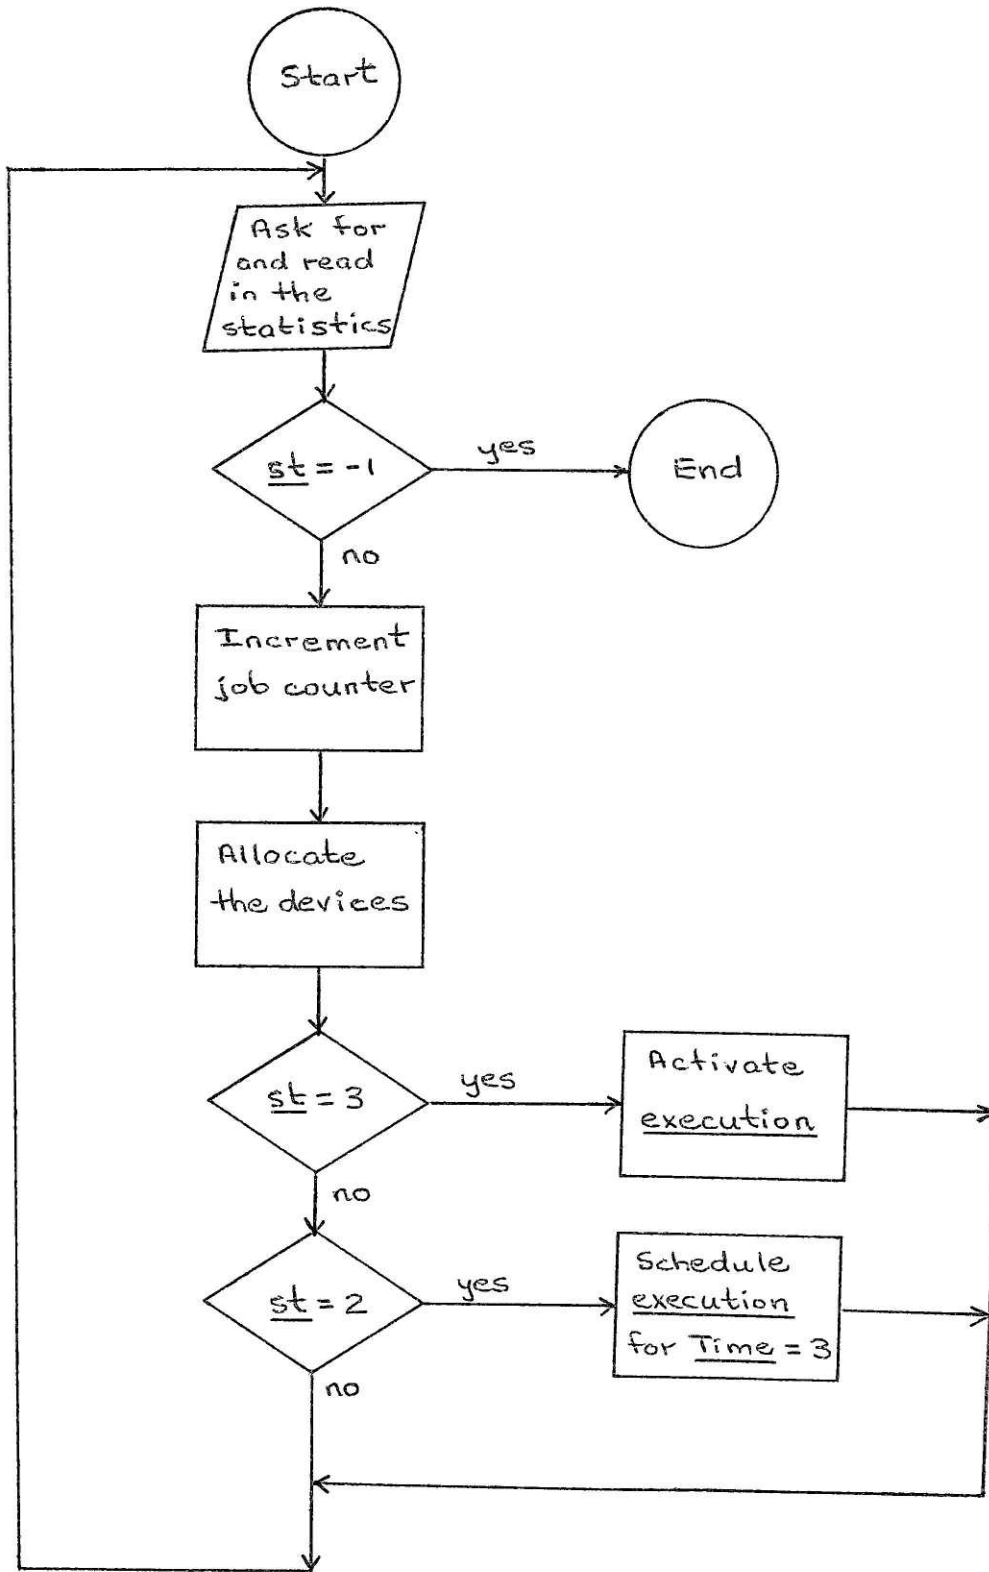 Start
Ask for
and read
in the
statistics
st = -1
yes
End
no
Increment
job counter
Allocate
the devices
st = 3
yes
Activate
execution
no
st = 2
yes
Schedule
execution
for Time = 3
no